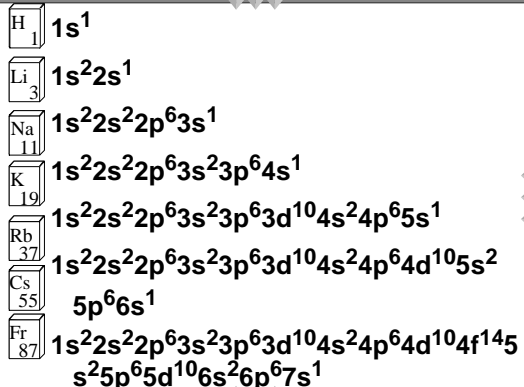 H 1 1s¹
Li 3 1s²2s¹
Na 11 1s²2s²2p⁶3s¹
K 19 1s²2s²2p⁶3s²3p⁶4s¹
Rb 37 1s²2s²2p⁶3s²3p⁶3d¹⁰4s²4p⁶5s¹
Cs 55 1s²2s²2p⁶3s²3p⁶3d¹⁰4s²4p⁶4d¹⁰5s²
5p⁶6s¹
Fr 87 1s²2s²2p⁶3s²3p⁶3d¹⁰4s²4p⁶4d¹⁰4f¹⁴5
s²5p⁶5d¹⁰6s²6p⁶7s¹